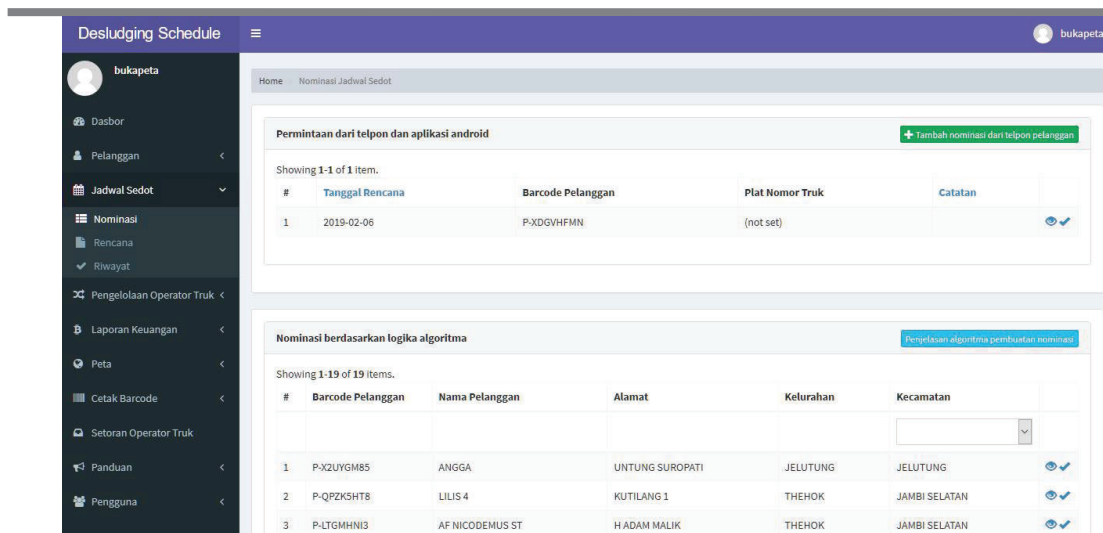 Desludging Schedule
bukapeta
bukapeta
Home Nominasi Jadwal Sedot
Dasbor
Pelanggan
Jadwal Sedot
Nominasi
Rencana
Riwayat
Pengelolaan Operator Truk
Laporan Keuangan
Peta
Cetak Barcode
Setoran Operator Truk
Panduan
Pengguna
Permintaan dari telpon dan aplikasi android
Tambah nominasi dari telpon pelanggan
Showing 1-1 of 1 item.
# Tanggal Rencana Barcode Pelanggan Plat Nomor Truk Catatan
1 2019-02-06 P-XDGVHFMN (not set)
Nominasi berdasarkan logika algoritma
Penjelasan algoritma pembuatan nominasi
Showing 1-19 of 19 items.
# Barcode Pelanggan Nama Pelanggan Alamat Kelurahan Kecamatan
1 P-X2UYGM85 ANGGA UNTUNG SUROPATI JELUTUNG JELUTUNG
2 P-QPZK5HT8 LILIS 4 KUTILANG 1 THEHOK JAMBI SELATAN
3 P-LTGMHNI3 AF NICODEMUS ST H ADAM MALIK THEHOK JAMBI SELATAN